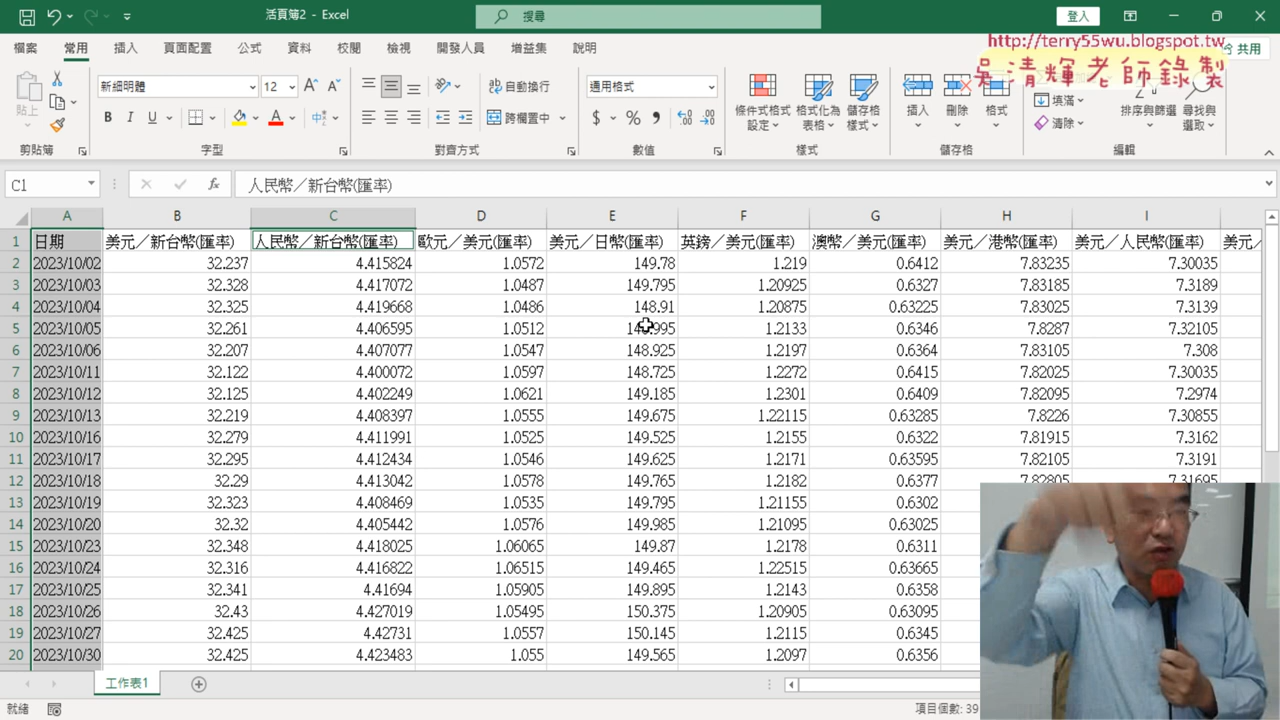 活頁簿2 - Excel
搜尋
登入
http://terry55wu.blogspot.tw
吳清輝老師錄製
檔案 常用 插入 頁面配置 公式 資料 校閱 檢視 開發人員 增益集 說明
共用
貼上
剪貼簿
新細明體 12
B I U
字型
自動換行
跨欄置中
對齊方式
通用格式
$ % ,
數值
條件式格式設定
格式化為表格
儲存格樣式
樣式
插入 刪除 格式
儲存格
填滿
清除
排序與篩選
尋找與選取
編輯
C1 fx 人民幣／新台幣(匯率)
A B C D E F G H I
1 日期 美元／新台幣(匯率) 人民幣／新台幣(匯率) 歐元／美元(匯率) 美元／日幣(匯率) 英鎊／美元(匯率) 澳幣／美元(匯率) 美元／港幣(匯率) 美元／人民幣(匯率) 美元／
2 2023/10/02 32.237 4.415824 1.0572 149.78 1.219 0.6412 7.83235 7.30035
3 2023/10/03 32.328 4.417072 1.0487 149.795 1.20925 0.6327 7.83185 7.3189
4 2023/10/04 32.325 4.419668 1.0486 148.91 1.20875 0.63225 7.83025 7.3139
5 2023/10/05 32.261 4.406595 1.0512 1.2133 0.6346 7.8287 7.32105
6 2023/10/06 32.207 4.407077 1.0547 148.925 1.2197 0.6364 7.83105 7.308
7 2023/10/11 32.122 4.400072 1.0597 148.725 1.2272 0.6415 7.82025 7.30035
8 2023/10/12 32.125 4.402249 1.0621 149.185 1.2301 0.6409 7.82095 7.2974
9 2023/10/13 32.219 4.408397 1.0555 149.675 1.22115 0.63285 7.8226 7.30855
10 2023/10/16 32.279 4.411991 1.0525 149.525 1.2155 0.6322 7.81915 7.3162
11 2023/10/17 32.295 4.412434 1.0546 149.625 1.2171 0.63595 7.82105 7.3191
12 2023/10/18 32.29 4.413042 1.0578 149.765 1.2182 0.6377 7.82805 7.31695
13 2023/10/19 32.323 4.408469 1.0535 149.795 1.21155 0.6302
14 2023/10/20 32.32 4.405442 1.0576 149.985 1.21095 0.63025
15 2023/10/23 32.348 4.418025 1.06065 149.87 1.2178 0.6311
16 2023/10/24 32.316 4.416822 1.06515 149.465 1.22515 0.63665
17 2023/10/25 32.341 4.41694 1.05905 149.895 1.2143 0.6358
18 2023/10/26 32.43 4.427019 1.05495 150.375 1.20905 0.63095
19 2023/10/27 32.425 4.42731 1.0557 150.145 1.2115 0.6345
20 2023/10/30 32.425 4.423483 1.055 149.565 1.2097 0.6356
工作表1
就緒
項目個數: 39